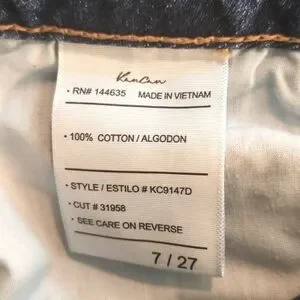 KanCan
· RN# 144635 MADE IN VIETNAM
· 100% COTTON / ALGODON
· STYLE / ESTILO # KC9147D
· CUT # 31958
· SEE CARE ON REVERSE
7 / 27